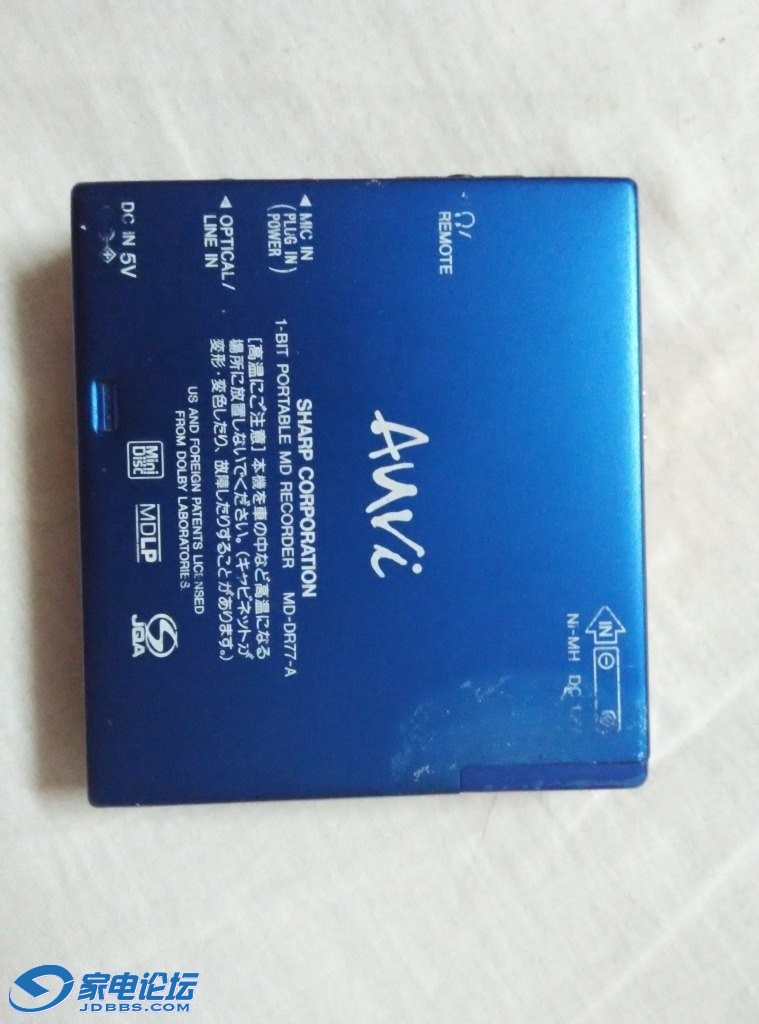 DC IN 5V
OPTICAL/
LINE IN
MIC IN
(PLUG IN
POWER)
REMOTE
Auvi
SHARP CORPORATION
1-BIT PORTABLE MD RECORDER MD-DR77-A
[高温にご注意] 本機を車の中など高温になる
場所に放置しないでください。(キャビネットが
変形・変色したり、故障したりすることがあります。)
US AND FOREIGN PATENTS LICENSED
FROM DOLBY LABORATORIES.
Mini
DISC
MDLP
JQA
IN
Ni-MH DC
家电论坛
JDBBS.COM